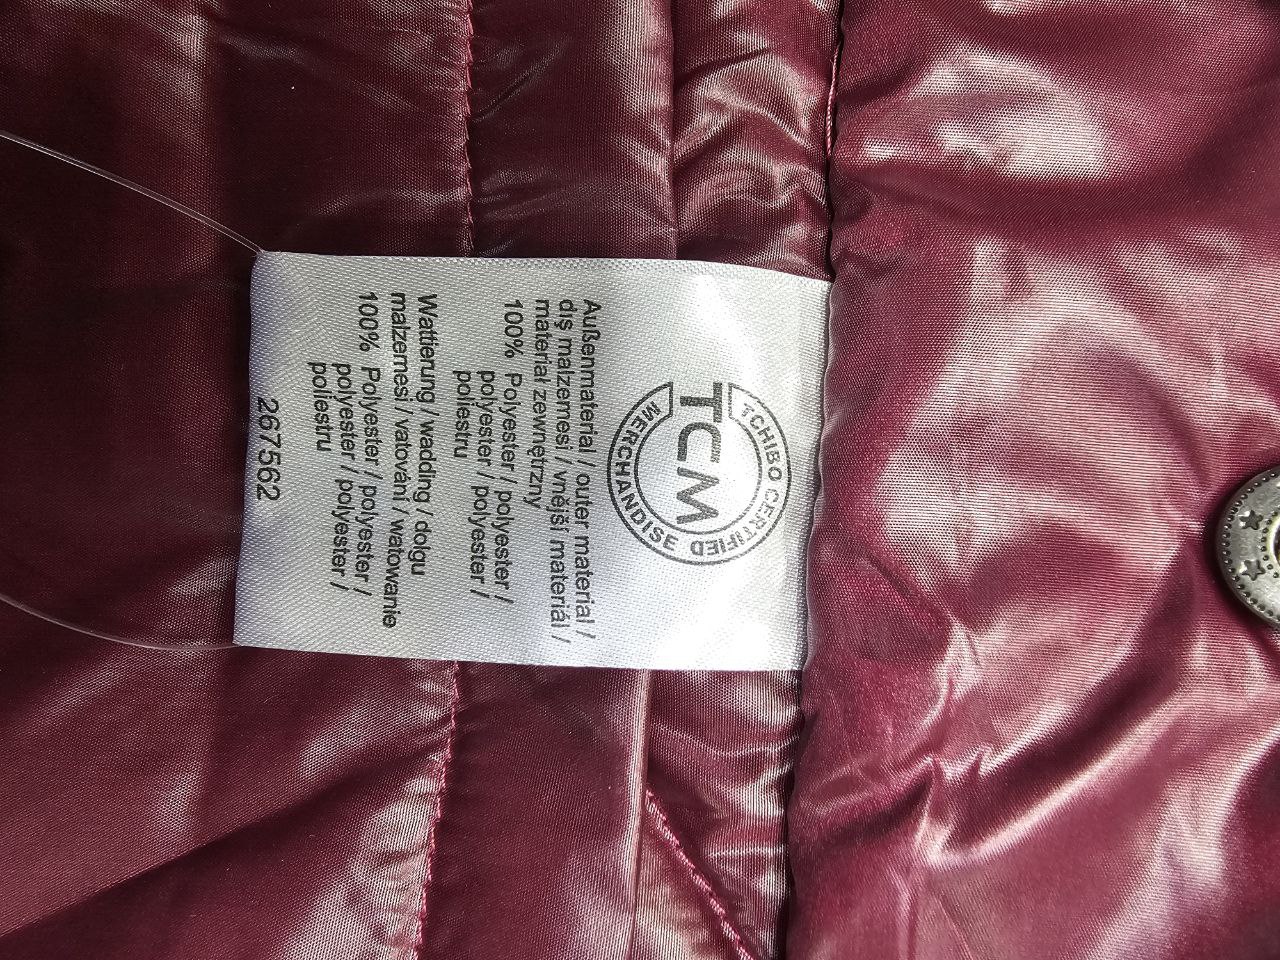 TCHIBO CERTIFIED
TCM
MERCHANDISE
Außenmaterial / outer material /
dış malzemesi / vnější materiál /
materiał zewnętrzny
100% Polyester / polyester /
polyester / polyester /
poliestru
Wattierung / wadding / dolgu
malzemesi / vatování / watowanie
100% Polyester / polyester /
polyester / polyester /
poliestru
267562